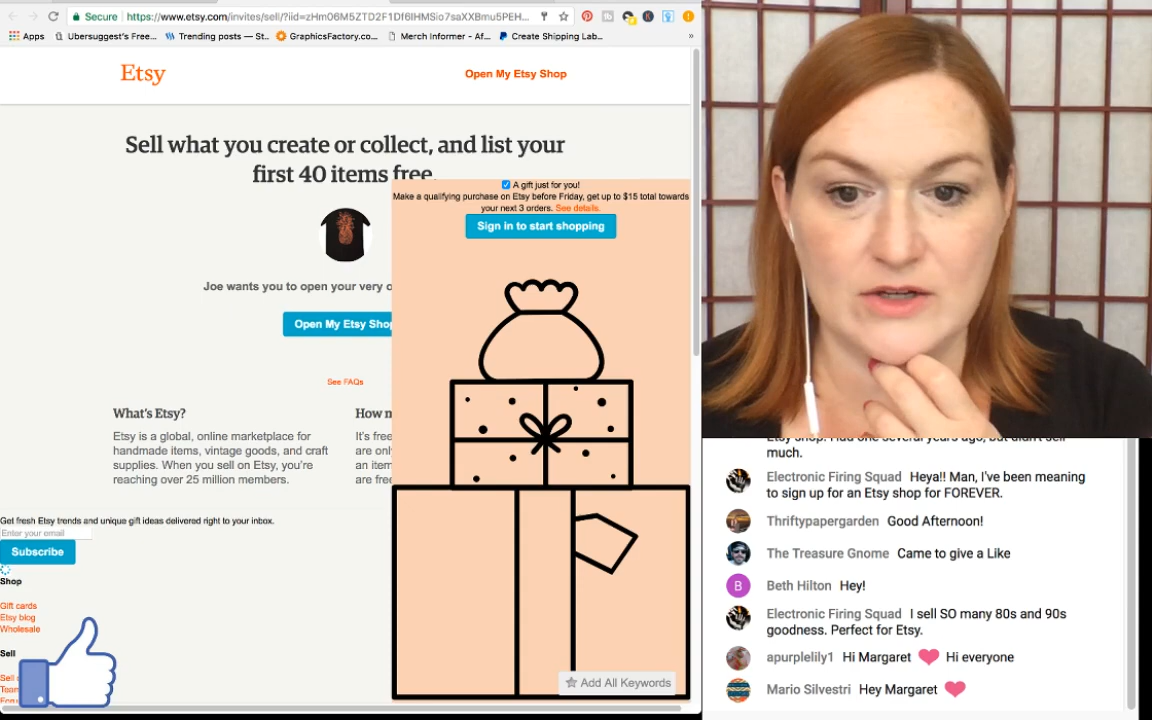 Secure https://www.etsy.com/invites/sell/?iid=zHm06M5ZTD2F1Df6IHMSio7saXXBmu5PEH...
Apps Ubersuggest's Free... Trending posts — St.. GraphicsFactory.co... Merch Informer - Af... Create Shipping Lab... »
Etsy
Open My Etsy Shop
Sell what you create or collect, and list your
first 40 items free.
A gift just for you!
Make a qualifying purchase on Etsy before Friday, get up to $15 total towards
your next 3 orders. See details.
Sign in to start shopping
Joe wants you to open your very o
Open My Etsy Shop
See FAQs
What's Etsy?
Etsy is a global, online marketplace for
handmade items, vintage goods, and craft
supplies. When you sell on Etsy, you're
reaching over 25 million members.
How
It's free
are only
an item
are free
Get fresh Etsy trends and unique gift ideas delivered right to your inbox.
Enter your email
Subscribe
Shop
Gift cards
Etsy blog
Wholesale
Sell
Sell
Add All Keywords
much.
Electronic Firing Squad Heya!! Man, I've been meaning
to sign up for an Etsy shop for FOREVER.
Thriftypapergarden Good Afternoon!
The Treasure Gnome Came to give a Like
B
Beth Hilton Hey!
Electronic Firing Squad I sell SO many 80s and 90s
goodness. Perfect for Etsy.
apurplelily1 Hi Margaret Hi everyone
Mario Silvestri Hey Margaret